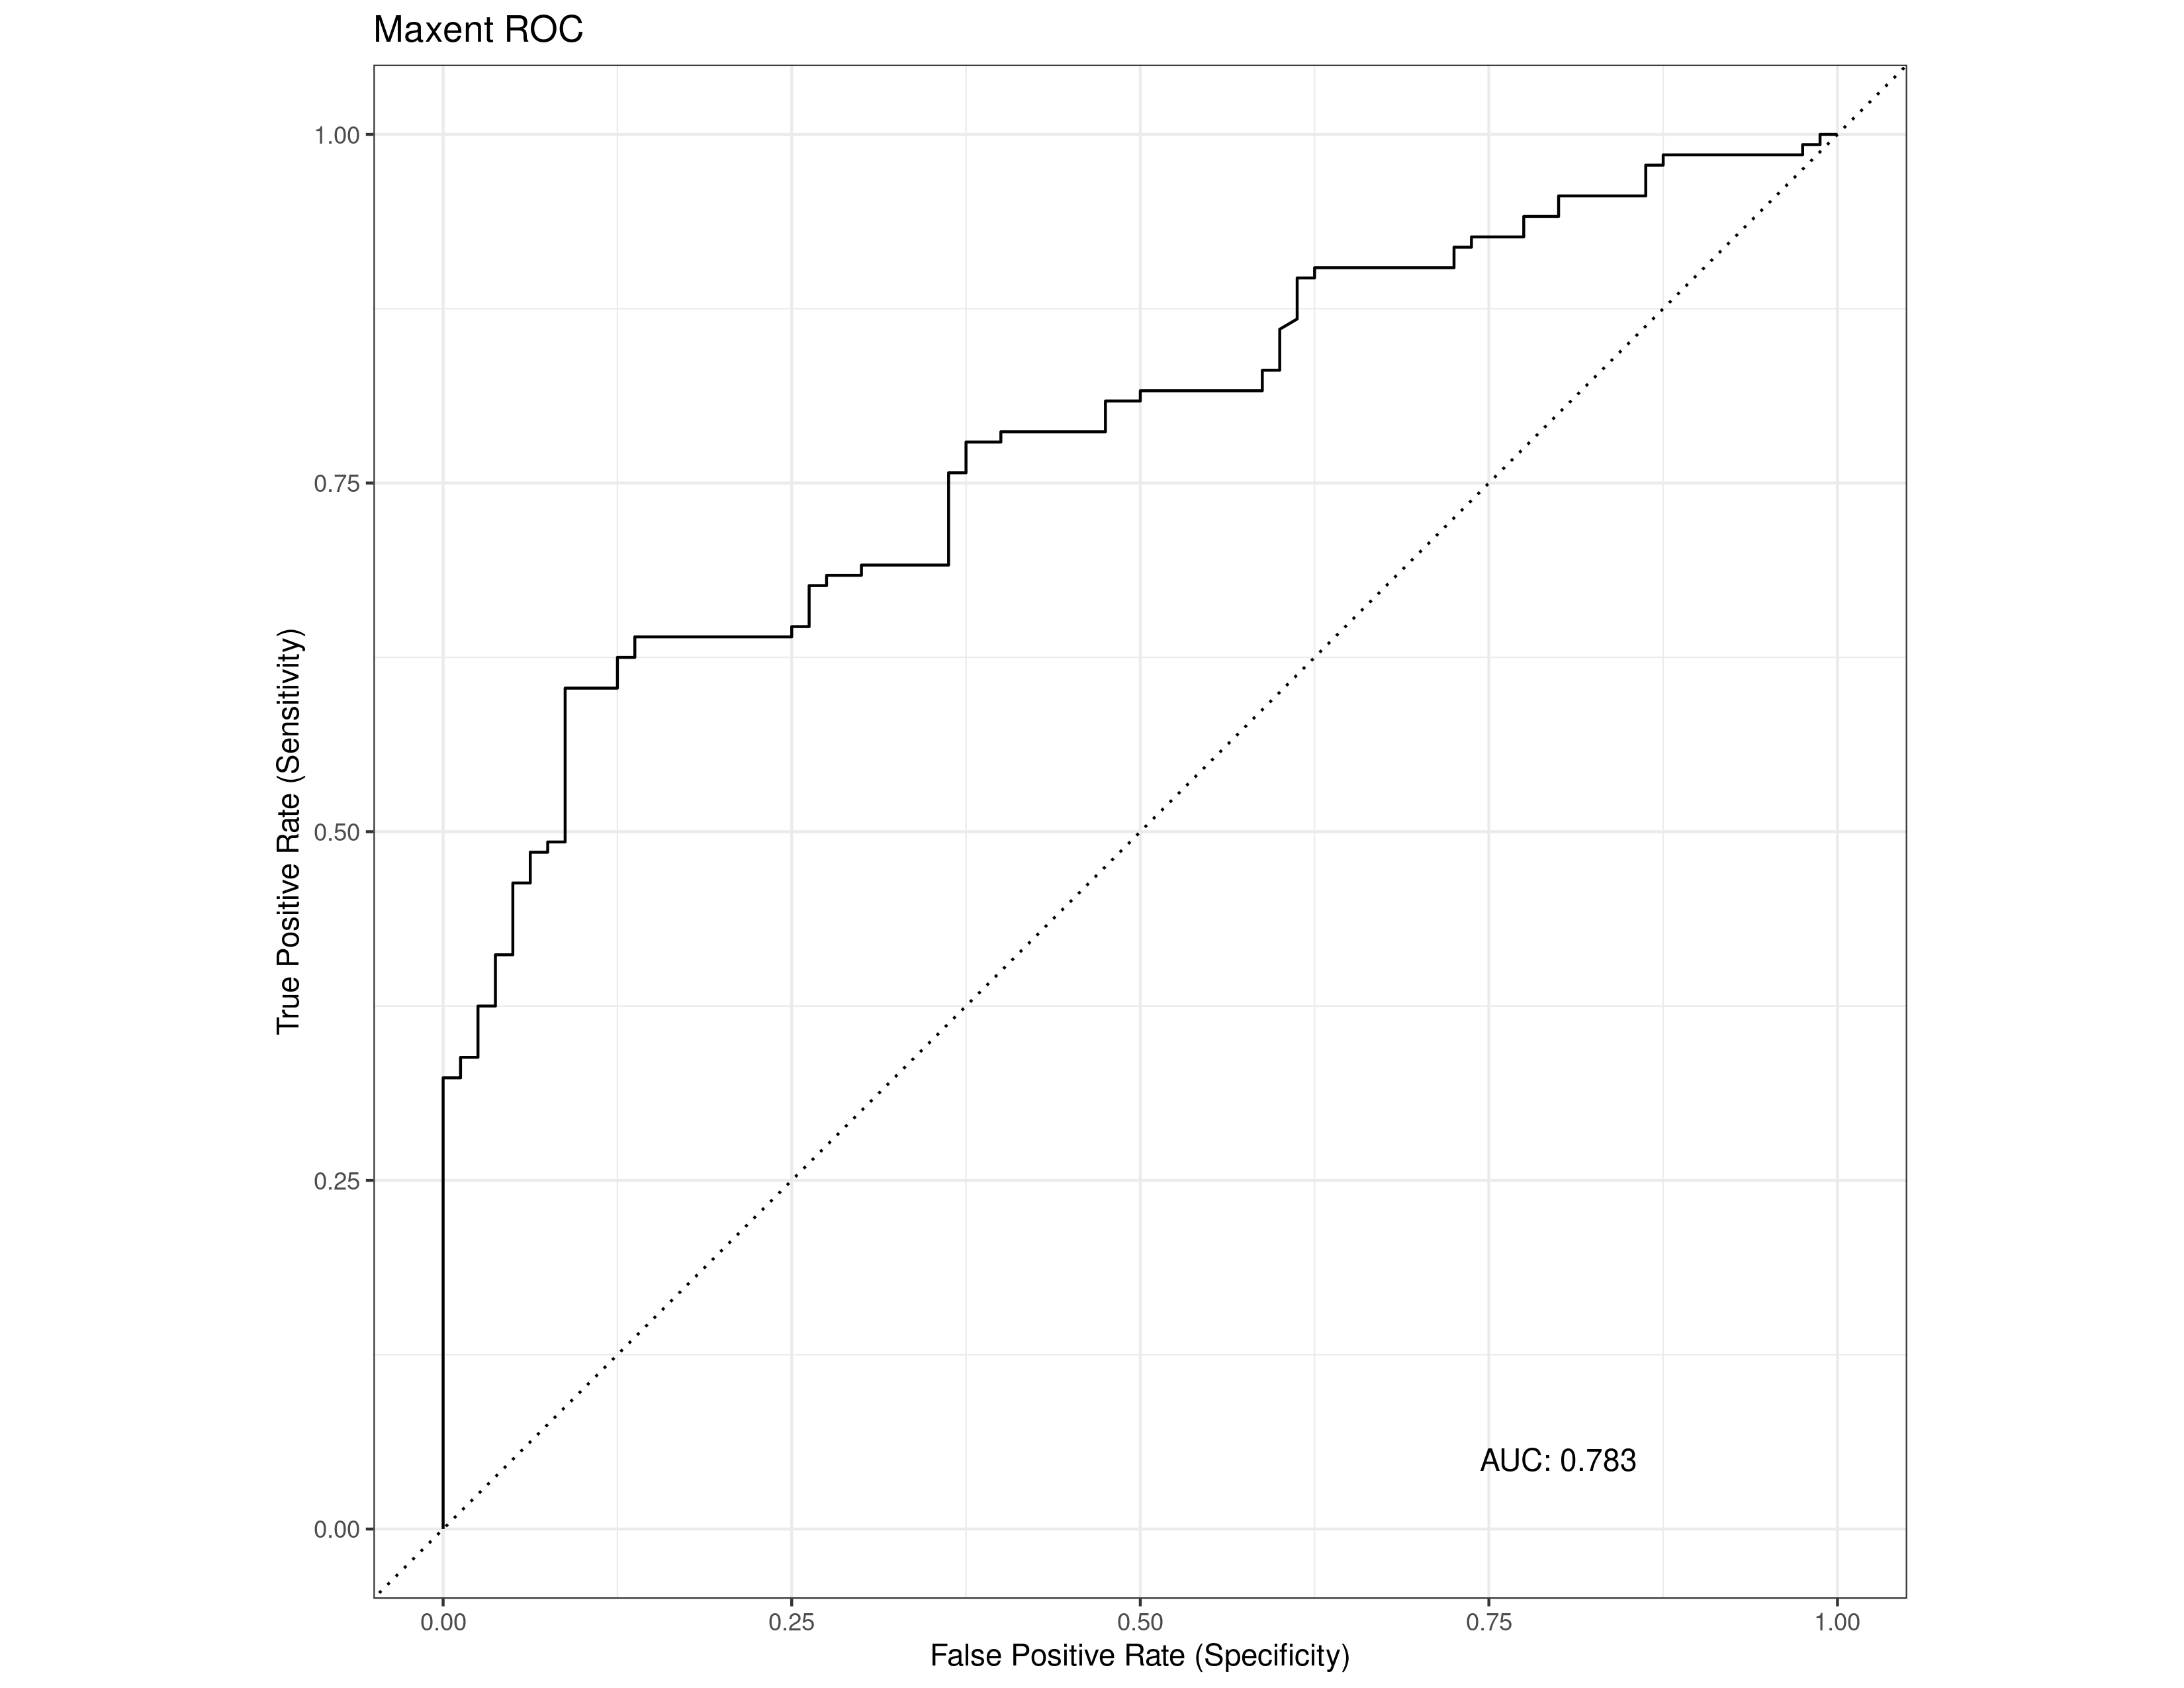 Maxent ROC
True Positive Rate (Sensitivity)
1.00
0.75
0.50
0.25
0.00
AUC: 0.783
0.00 0.25 0.50 0.75 1.00
False Positive Rate (Specificity)